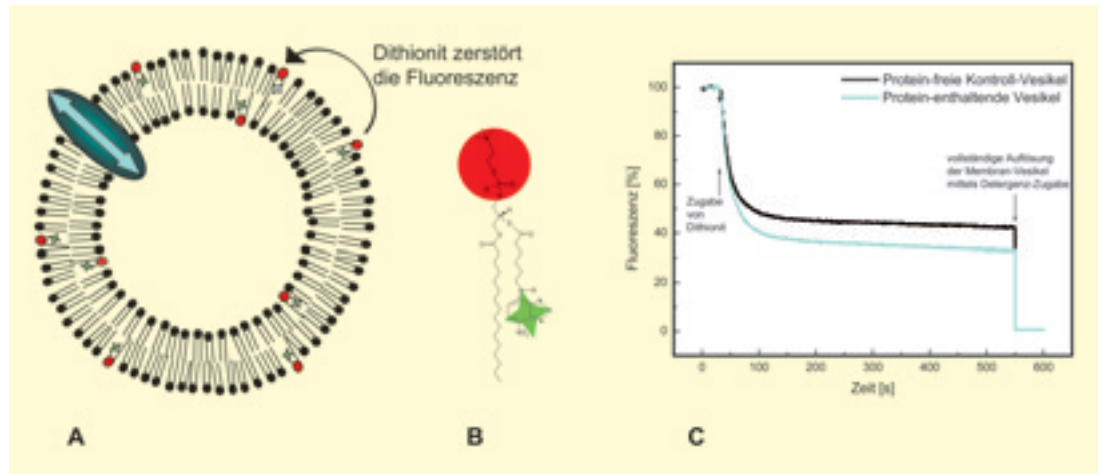 Dithionit zerstört
die Fluoreszenz
A
B
Protein-freie Kontroll-Vesikel
Protein-enthaltende Vesikel
100
80
60
40
20
0
Fluoreszenz [%]
Zugabe
von
Dithionit
vollständige Auflösung
der Membran-Vesikel
mittels Detergenz-Zugabe
0
100
200
300
400
500
600
Zeit [s]
C